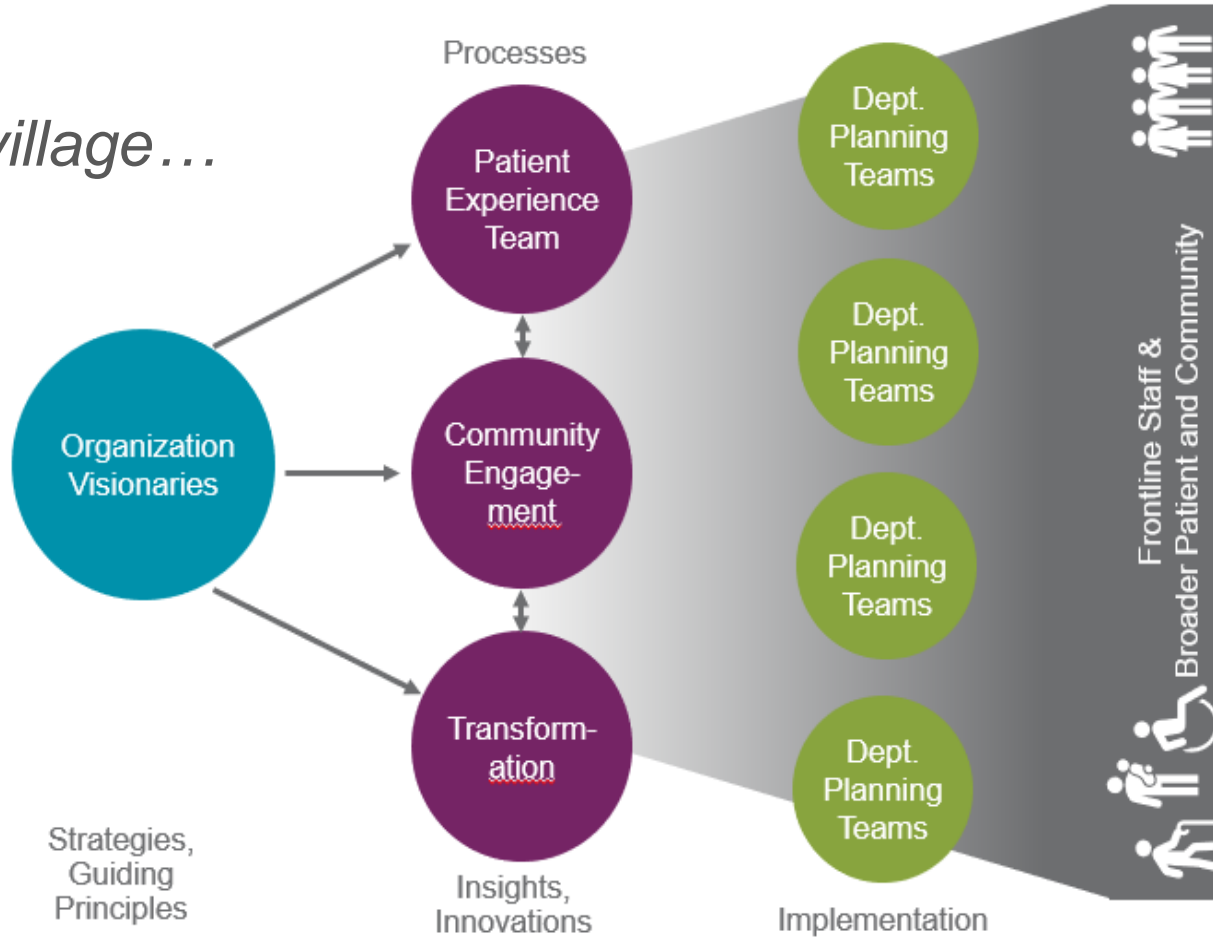 village…
Processes
Patient
Experience
Team
Community
Engage-
ment
Transform-
ation
Organization
Visionaries
Strategies,
Guiding
Principles
Insights,
Innovations
Dept.
Planning
Teams
Dept.
Planning
Teams
Dept.
Planning
Teams
Dept.
Planning
Teams
Implementation
Frontline Staff &
Broader Patient and Community